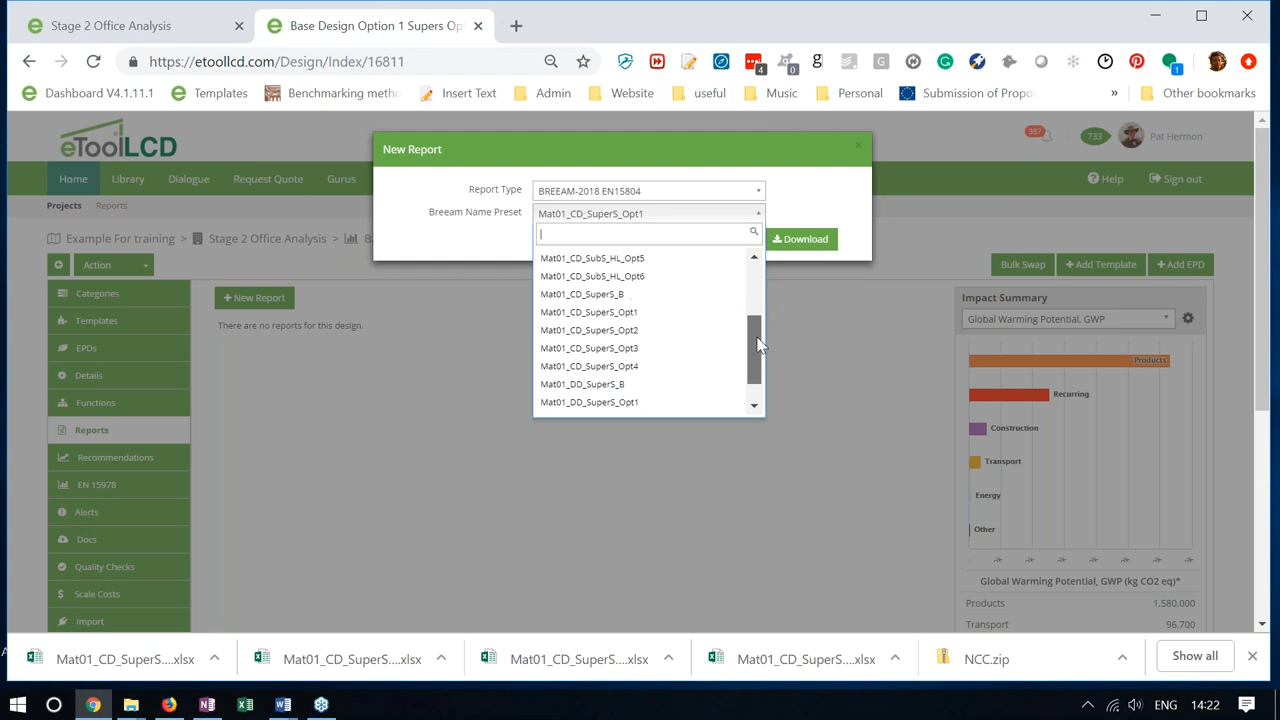 Stage 2 Office Analysis
Base Design Option 1 Supers Op
https://etoollcd.com/Design/Index/16811
4
0
g
G
1
Dashboard V4.1.11.1
Templates
Benchmarking metho
Insert Text
Admin
Website
useful
Music
Personal
Submission of Propo
»
Other bookmarks
eToolLCD
New Report
387
733
Pat Hermon
Home
Library
Dialogue
Request Quote
Gurus
Help
Sign out
Report Type
BREEAM-2018 EN15804
Breeam Name Preset
Mat01_CD_SuperS_Opt1
Projects
Reports
Example For training
Stage 2 Office Analysis
Download
Action
Bulk Swap
+ Add Template
+ Add EPD
Mat01_CD_SubS_HL_Opt5
Mat01_CD_SubS_HL_Opt6
Mat01_CD_SuperS_B
Mat01_CD_SuperS_Opt1
Mat01_CD_SuperS_Opt2
Mat01_CD_SuperS_Opt3
Mat01_CD_SuperS_Opt4
Mat01_DD_SuperS_B
Mat01_DD_SuperS_Opt1
Categories
Templates
EPDs
Details
Functions
Reports
Recommendations
EN 15978
Alerts
Docs
Quality Checks
Scale Costs
Import
+ New Report
There are no reports for this design.
Impact Summary
Global Warming Potential, GWP
Products
Recurring
Construction
Transport
Energy
Other
Global Warming Potential, GWP (kg CO2 eq)*
Products 1,580,000
Transport 96,700
Mat01_CD_SuperS....xlsx
Mat01_CD_SuperS....xlsx
Mat01_CD_SuperS....xlsx
Mat01_CD_SuperS....xlsx
NCC.zip
Show all
ENG
14:22